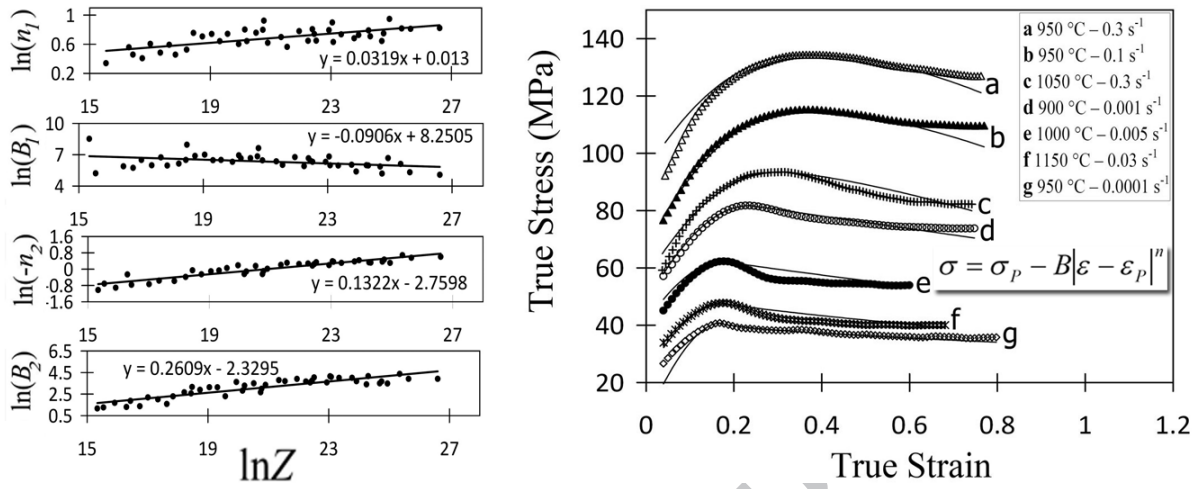 ln(n₁)
1
0.6
0.2
y = 0.0319x + 0.013
15 19 23 27
ln(B₁)
10
7
4
y = -0.0906x + 8.2505
15 19 23 27
ln(-n₂)
1.6
0.8
0
-0.8
-1.6
y = 0.1322x - 2.7598
15 19 23 27
ln(B₂)
6.5
4.5
2.5
0.5
y = 0.2609x - 2.3295
15 19 23 27
lnZ
True Stress (MPa)
140
120
100
80
60
40
20
a
b
c
d
e
f
g
a 950 °C – 0.3 s⁻¹
b 950 °C – 0.1 s⁻¹
c 1050 °C – 0.3 s⁻¹
d 900 °C – 0.001 s⁻¹
e 1000 °C – 0.005 s⁻¹
f 1150 °C – 0.03 s⁻¹
g 950 °C – 0.0001 s⁻¹
σ = σ_P − B|ε − ε_P|ⁿ
0 0.2 0.4 0.6 0.8 1 1.2
True Strain